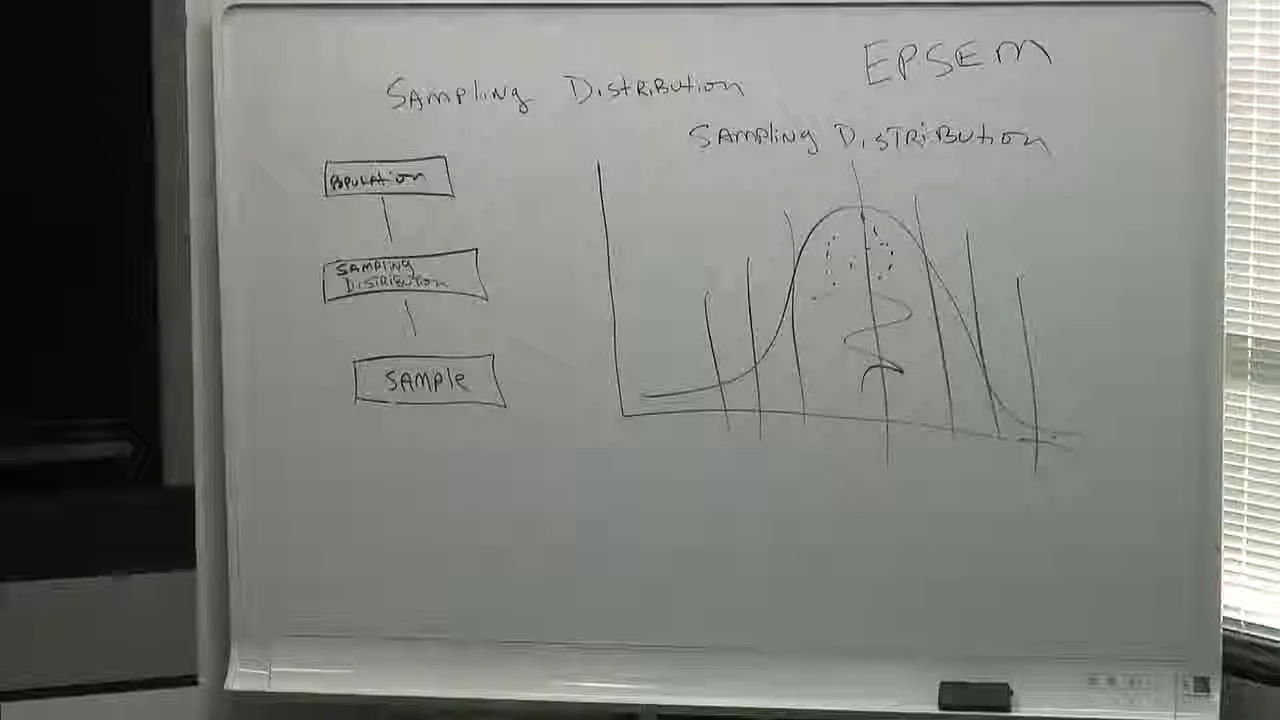 EPSEM
SAMPLING DISTRIBUTION
SAMPLING DISTRIBUTION
POPULATION
SAMPLING
DISTRIBUTION
SAMPLE